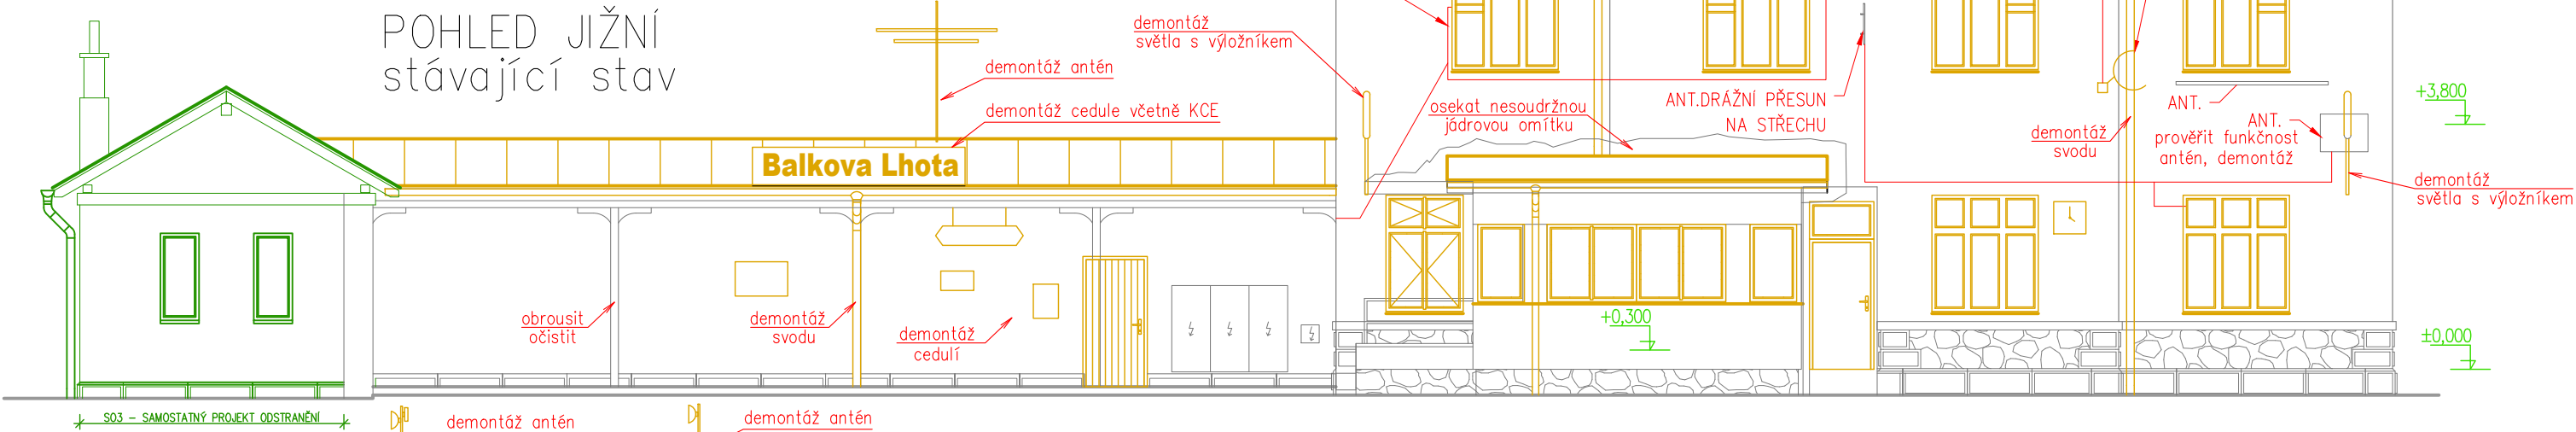 POHLED JIŽNÍ
stávající stav
demontáž
světla s výložníkem
demontáž antén
demontáž cedule včetně KCE
Balkova Lhota
osekat nesoudržnou
jádrovou omítku
ANT.DRÁŽNÍ PŘESUN
NA STŘECHU
demontáž
svodu
ANT.
ANT.
prověřit funkčnost
antén, demontáž
+3,800
demontáž
světla s výložníkem
obrousit
očistit
demontáž
svodu
demontáž
cedulí
+0,300
±0,000
SO3 – SAMOSTATNÝ PROJEKT ODSTRANĚNÍ
demontáž antén
demontáž antén